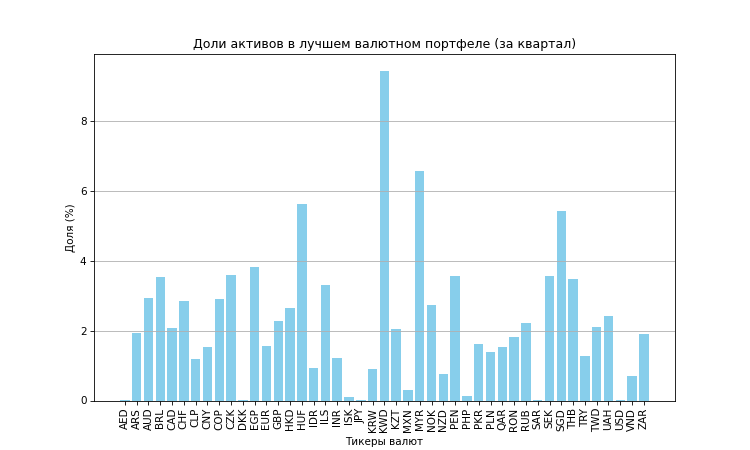 Доли активов в лучшем валютном портфеле (за квартал)
Доля (%)
8
6
4
2
0
AED ARS AUD BRL CAD CHF CLP CNY COP CZK DKK EGP EUR GBP HKD HUF IDR ILS INR ISK JPY KRW KWD KZT MXN MYR NOK NZD PEN PHP PKR PLN QAR RON RUB SAR SEK SGD THB TRY TWD UAH USD VND ZAR
Тикеры валют